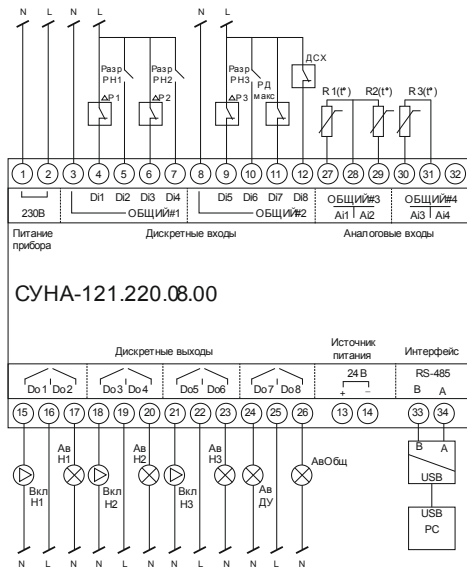 N L N L N L
Разр РН1
Разр РН2
Разр РН3
РД макс
ДСХ
ΔР1
ΔР2
ΔР3
R1(t°)
R2(t°)
R3(t°)
1 2 3 4 5 6 7 8 9 10 11 12 27 28 29 30 31 32
Di1 Di2 Di3 Di4 Di5 Di6 Di7 Di8
230В
ОБЩИЙ#1
ОБЩИЙ#2
ОБЩИЙ#3
Ai1 Ai2
ОБЩИЙ#4
Ai3 Ai4
Питание прибора
Дискретные входы
Аналоговые входы
СУНА-121.220.08.00
Дискретные выходы
Источник питания
Интерфейс
Do1 Do2 Do3 Do4 Do5 Do6 Do7 Do8
24В
+ −
RS-485
B A
15 16 17 18 19 20 21 22 23 24 25 26 13 14 33 34
Вкл Н1
Ав Н1
Вкл Н2
Ав Н2
Вкл Н3
Ав Н3
Ав ДУ
АвОбщ
B A
USB
USB
PC
N L N N L N N L N N L N